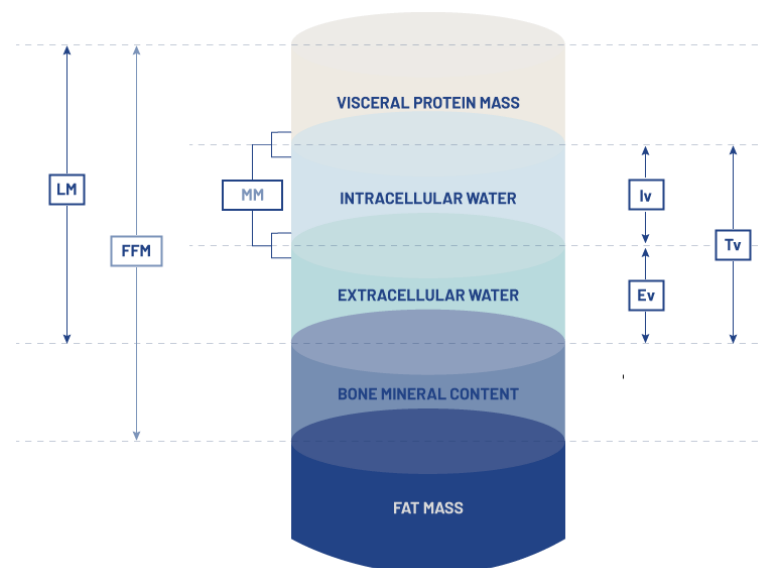 VISCERAL PROTEIN MASS
LM
MM
INTRACELLULAR WATER
Iv
FFM
Tv
EXTRACELLULAR WATER
Ev
BONE MINERAL CONTENT
FAT MASS